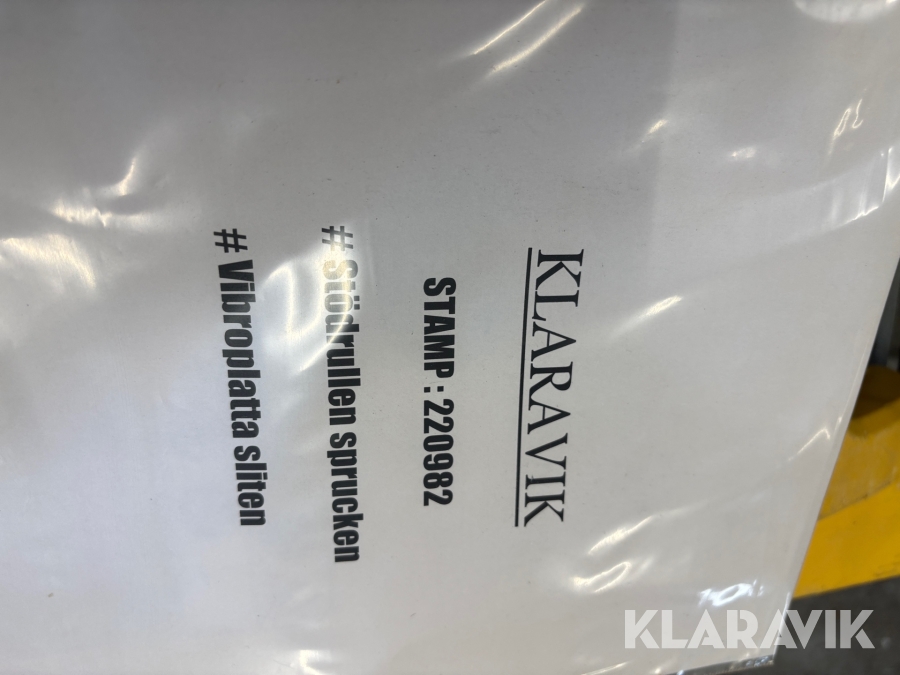 KLARAVIK
STAMP : 220982
# Stödrullen sprucken
# Vibroplatta sliten
KLARAVIK